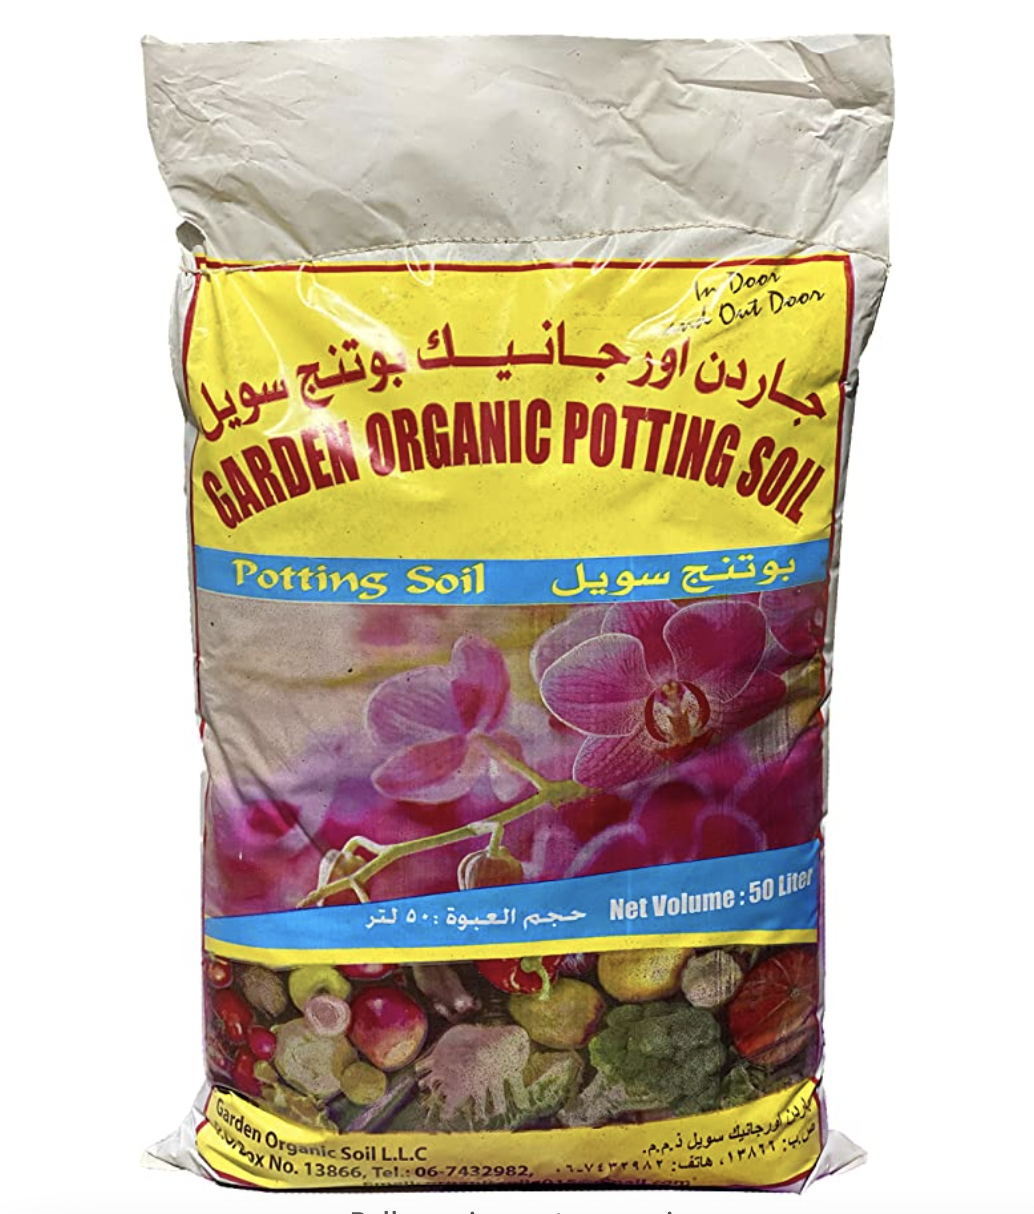 In Door
and Out Door
جاردن اورجانيك بوتنج سويل
GARDEN ORGANIC POTTING SOIL
Potting Soil بوتنج سويل
حجم العبوة : ٥٠ لتر Net Volume : 50 Liter
Garden Organic Soil L.L.C
جاردن اورجانيك سويل ذ.م.م.
P.O.Box No. 13866, Tel.: 06-7432982,
ص.ب: ١٣٨٦٦، هاتف: ٠٦-٧٤٣٢٩٨٢